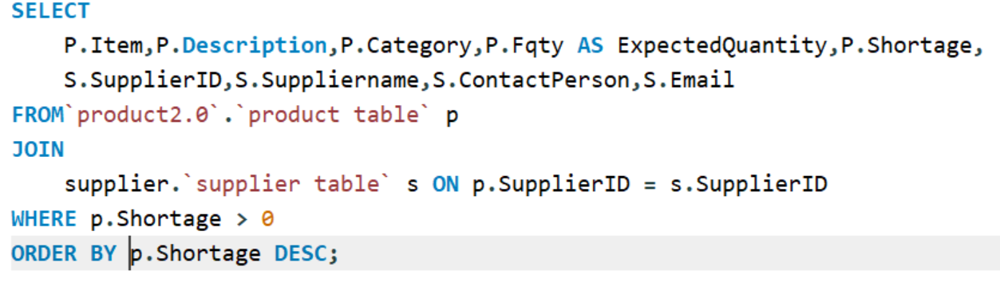 SELECT
P.Item,P.Description,P.Category,P.Fqty AS ExpectedQuantity,P.Shortage,
S.SupplierID,S.Suppliername,S.ContactPerson,S.Email
FROM`product2.0`.`product table` p
JOIN
supplier.`supplier table` s ON p.SupplierID = s.SupplierID
WHERE p.Shortage > 0
ORDER BY p.Shortage DESC;